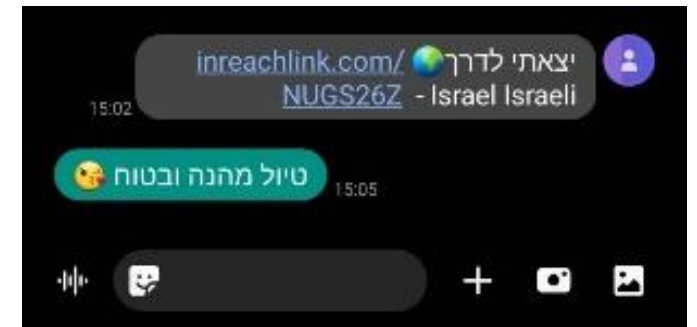 יצאתי לדרך🌍 inreachlink.com/
NUGS26Z - Israel Israeli
15:02
טיול מהנה ובטוח 😘
15:05